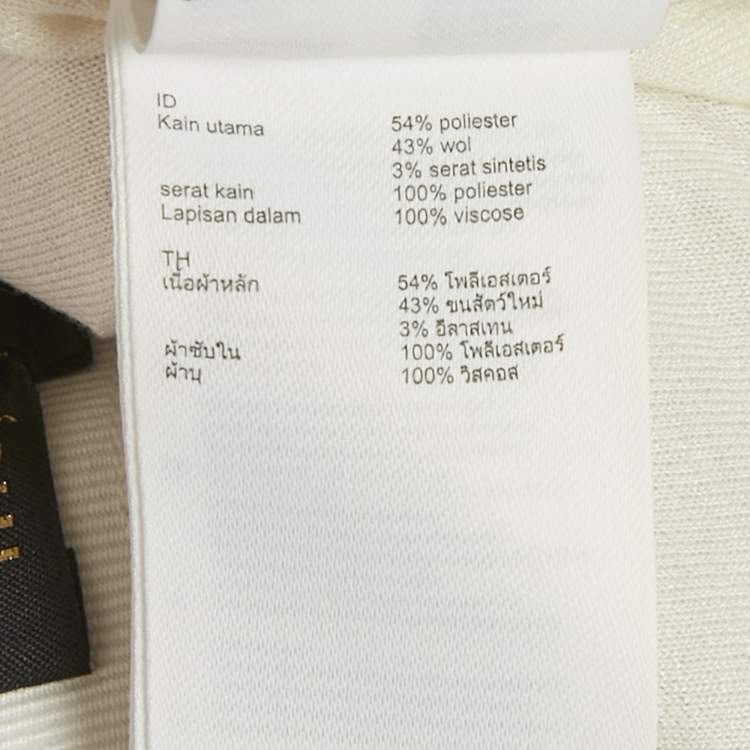 ID
Kain utama 54% poliester
43% wol
3% serat sintetis
serat kain 100% poliester
Lapisan dalam 100% viscose
TH
เนื้อผ้าหลัก 54% โพลีเอสเตอร์
43% ขนสัตว์ใหม่
3% อีลาสเทน
ผ้าซับใน 100% โพลีเอสเตอร์
ผ้าบุ 100% วิสคอส